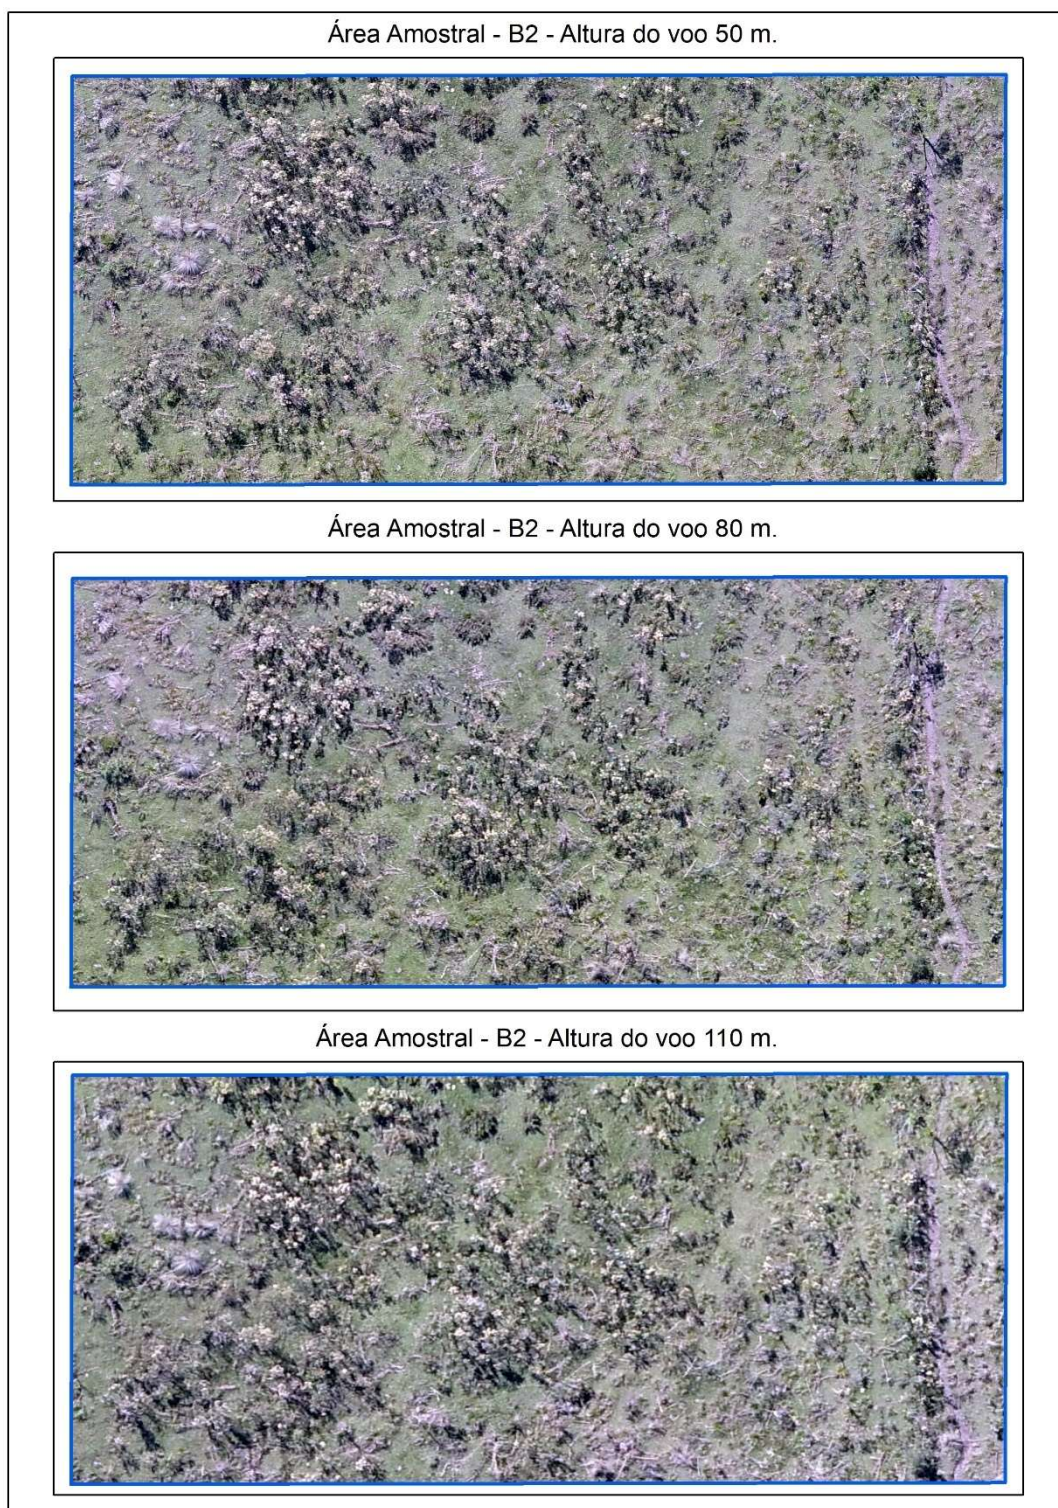 Área Amostral - B2 - Altura do voo 50 m.
Área Amostral - B2 - Altura do voo 80 m.
Área Amostral - B2 - Altura do voo 110 m.